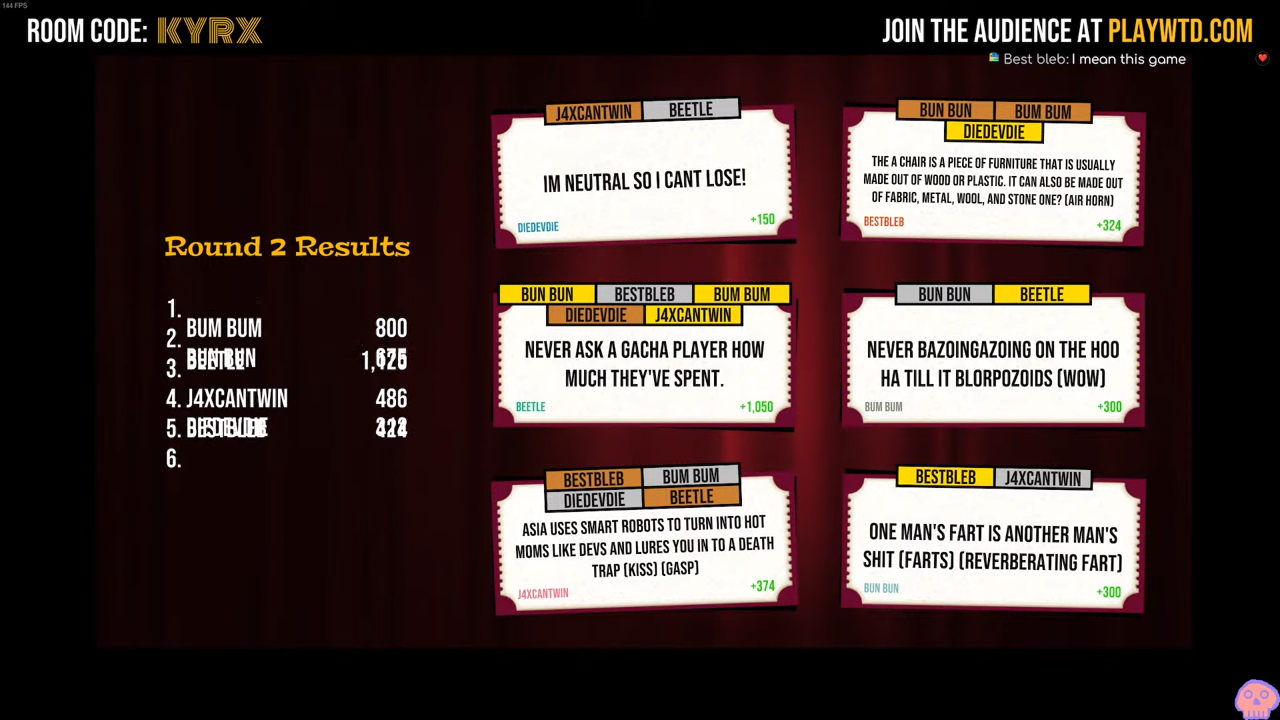 144 FPS
ROOM CODE: KYRX
JOIN THE AUDIENCE AT PLAYWTD.COM
Best bleb: I mean this game
J4XCANTWIN BEETLE
IM NEUTRAL SO I CANT LOSE!
DIEDEVDIE +150
BUN BUN BUM BUM
DIEDEVDIE
THE A CHAIR IS A PIECE OF FURNITURE THAT IS USUALLY
MADE OUT OF WOOD OR PLASTIC. IT CAN ALSO BE MADE OUT
OF FABRIC, METAL, WOOL, AND STONE ONE? (AIR HORN)
BESTBLEB +324
Round 2 Results
1.
BUM BUM 800
2.
3.
4. J4XCANTWIN 486
5.
6.
BUN BUN BESTBLEB BUM BUM
DIEDEVDIE J4XCANTWIN
NEVER ASK A GACHA PLAYER HOW
MUCH THEY'VE SPENT.
BEETLE +1,050
BUN BUN BEETLE
NEVER BAZOINGAZOING ON THE HOO
HA TILL IT BLORPOZOIDS (WOW)
BUM BUM +300
BESTBLEB BUM BUM
DIEDEVDIE BEETLE
ASIA USES SMART ROBOTS TO TURN INTO HOT
MOMS LIKE DEVS AND LURES YOU IN TO A DEATH
TRAP (KISS) (GASP)
J4XCANTWIN +374
BESTBLEB J4XCANTWIN
ONE MAN'S FART IS ANOTHER MAN'S
SHIT (FARTS) (REVERBERATING FART)
BUN BUN +300